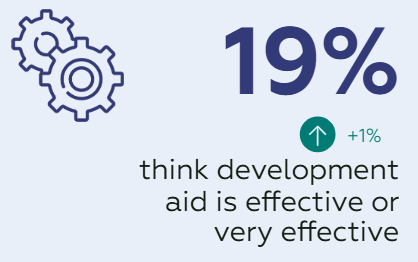 19%
+1%
think development
aid is effective or
very effective